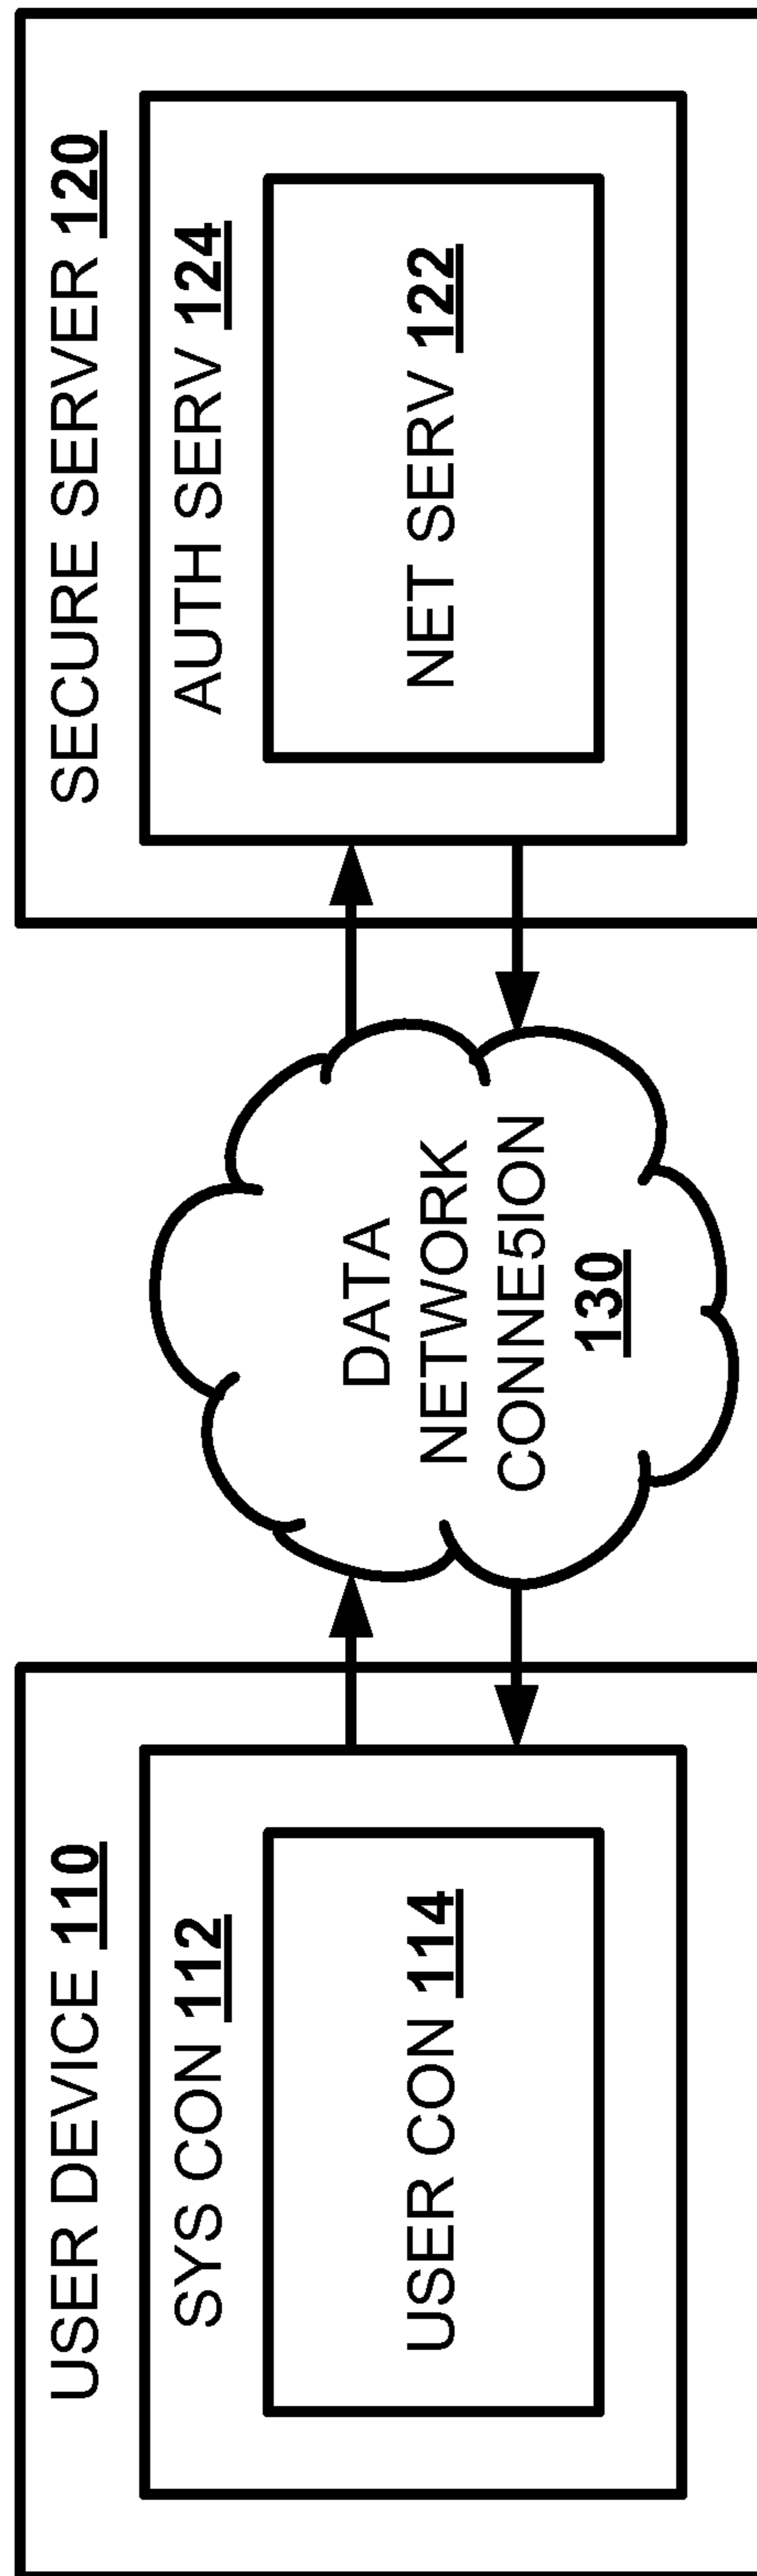 USER DEVICE 110
SYS CON 112
USER CON 114
DATA
NETWORK
CONNE5ION
130
SECURE SERVER 120
AUTH SERV 124
NET SERV 122